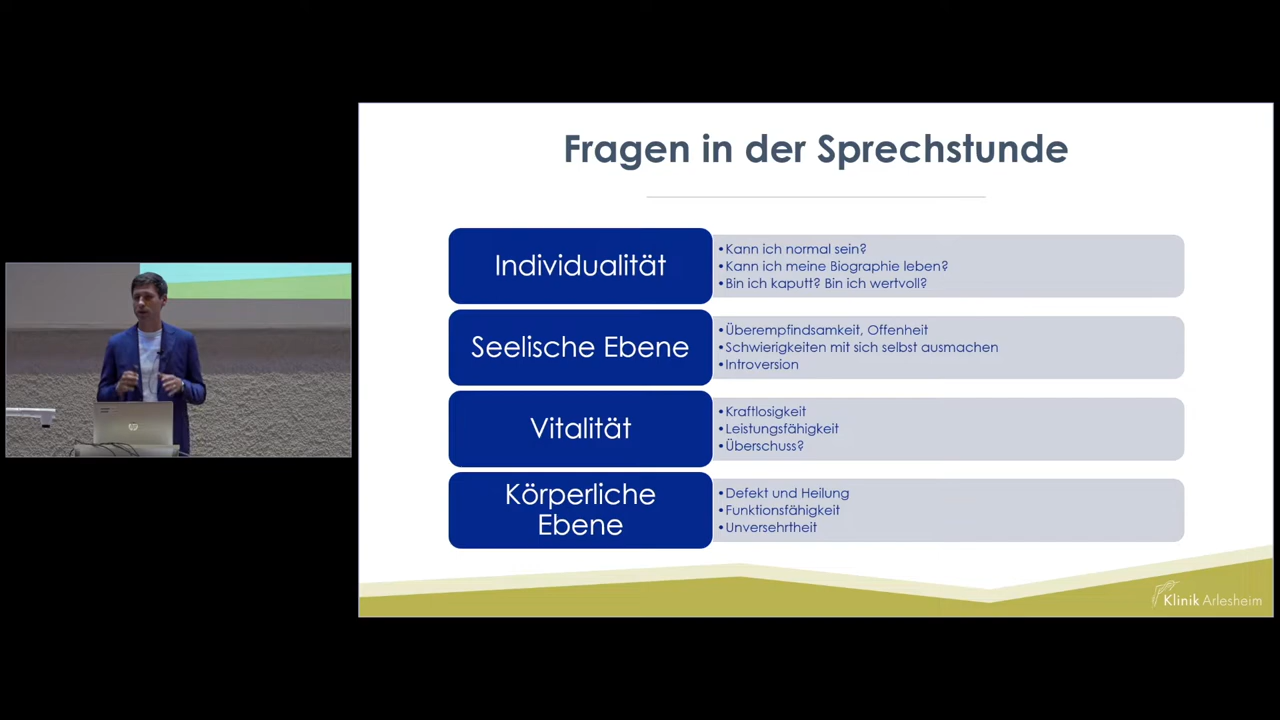 Fragen in der Sprechstunde
Individualität
•Kann ich normal sein?
•Kann ich meine Biographie leben?
•Bin ich kaputt? Bin ich wertvoll?
Seelische Ebene
•Überempfindsamkeit, Offenheit
•Schwierigkeiten mit sich selbst ausmachen
•Introversion
Vitalität
•Kraftlosigkeit
•Leistungsfähigkeit
•Überschuss?
Körperliche
Ebene
•Defekt und Heilung
•Funktionsfähigkeit
•Unversehrtheit
Klinik Arlesheim
hp